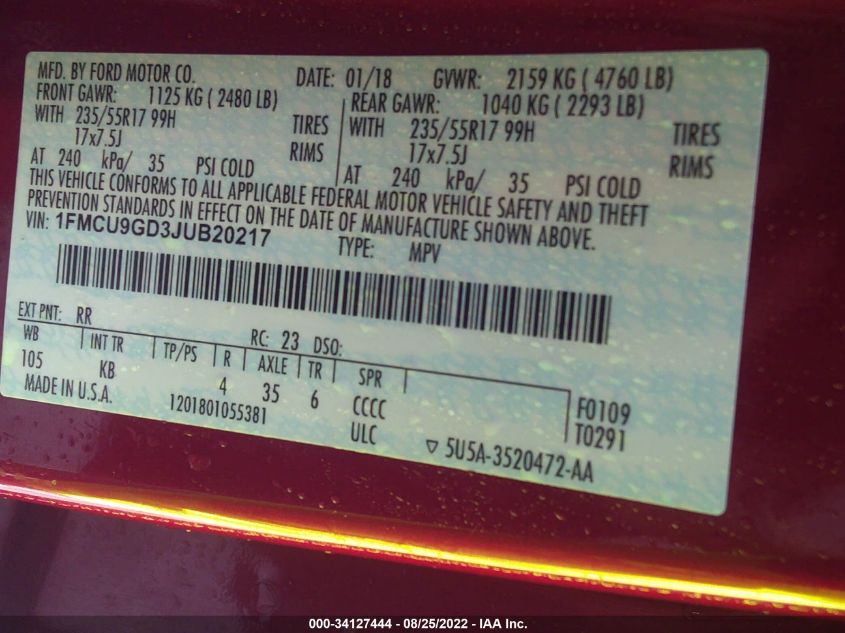 MFD. BY FORD MOTOR CO. DATE: 01/18 GVWR: 2159 KG ( 4760 LB)
FRONT GAWR: 1125 KG ( 2480 LB) REAR GAWR: 1040 KG ( 2293 LB)
WITH 235/55R17 99H TIRES WITH 235/55R17 99H TIRES
17x7.5J RIMS 17x7.5J RIMS
AT 240 kPa/ 35 PSI COLD AT 240 kPa/ 35 PSI COLD
THIS VEHICLE CONFORMS TO ALL APPLICABLE FEDERAL MOTOR VEHICLE SAFETY AND THEFT
PREVENTION STANDARDS IN EFFECT ON THE DATE OF MANUFACTURE SHOWN ABOVE.
VIN: 1FMCU9GD3JUB20217 TYPE: MPV
EXT PNT: RR RC: 23 DSO:
WB INT TR TP/PS R AXLE TR SPR
105 KB 4 35 6 CCCC F0109
MADE IN U.S.A. 1201801055381 ULC T0291
5U5A-3520472-AA
000-34127444 - 08/25/2022 - IAA Inc.